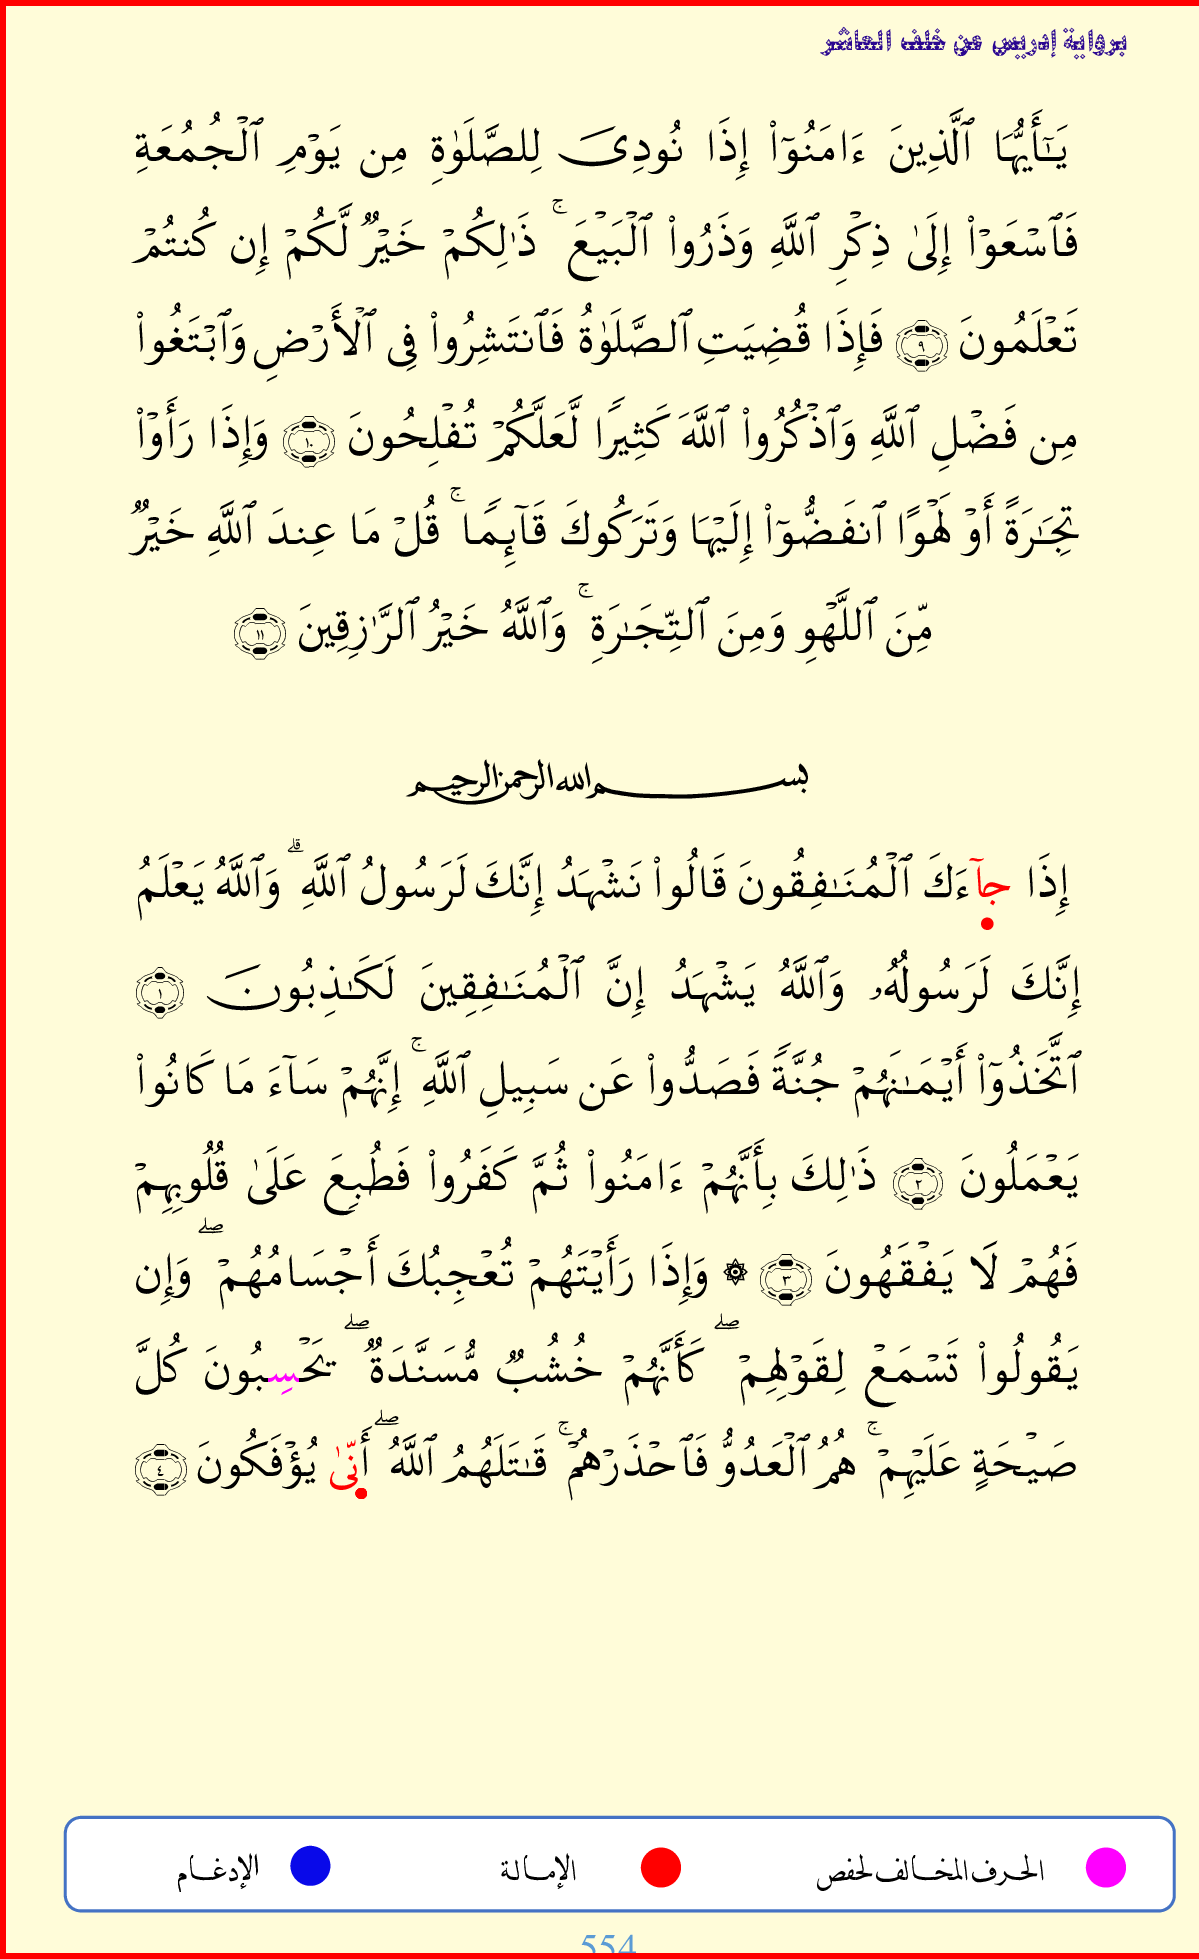 برواية إدريس عن خلف العاشر
يَـٰٓأَيُّهَا ٱلَّذِينَ ءَامَنُوٓا۟ إِذَا نُودِىَ لِلصَّلَوٰةِ مِن يَوْمِ ٱلْجُمُعَةِ
فَٱسْعَوْا۟ إِلَىٰ ذِكْرِ ٱللَّهِ وَذَرُوا۟ ٱلْبَيْعَ ۚ ذَٰلِكُمْ خَيْرٌ لَّكُمْ إِن كُنتُمْ
تَعْلَمُونَ ٩ فَإِذَا قُضِيَتِ ٱلصَّلَوٰةُ فَٱنتَشِرُوا۟ فِى ٱلْأَرْضِ وَٱبْتَغُوا۟
مِن فَضْلِ ٱللَّهِ وَٱذْكُرُوا۟ ٱللَّهَ كَثِيرًا لَّعَلَّكُمْ تُفْلِحُونَ ١٠ وَإِذَا رَأَوْا۟
تِجَـٰرَةً أَوْ لَهْوًا ٱنفَضُّوٓا۟ إِلَيْهَا وَتَرَكُوكَ قَآئِمًا ۚ قُلْ مَا عِندَ ٱللَّهِ خَيْرٌ
مِّنَ ٱللَّهْوِ وَمِنَ ٱلتِّجَـٰرَةِ ۚ وَٱللَّهُ خَيْرُ ٱلرَّٰزِقِينَ ١١
بسم الله الرحمن الرحيم
إِذَا جآءَكَ ٱلْمُنَـٰفِقُونَ قَالُوا۟ نَشْهَدُ إِنَّكَ لَرَسُولُ ٱللَّهِ ۗ وَٱللَّهُ يَعْلَمُ
إِنَّكَ لَرَسُولُهُۥ وَٱللَّهُ يَشْهَدُ إِنَّ ٱلْمُنَـٰفِقِينَ لَكَـٰذِبُونَ ١
ٱتَّخَذُوٓا۟ أَيْمَـٰنَهُمْ جُنَّةً فَصَدُّوا۟ عَن سَبِيلِ ٱللَّهِ ۚ إِنَّهُمْ سَآءَ مَا كَانُوا۟
يَعْمَلُونَ ٢ ذَٰلِكَ بِأَنَّهُمْ ءَامَنُوا۟ ثُمَّ كَفَرُوا۟ فَطُبِعَ عَلَىٰ قُلُوبِهِمْ
فَهُمْ لَا يَفْقَهُونَ ٣ ۞ وَإِذَا رَأَيْتَهُمْ تُعْجِبُكَ أَجْسَامُهُمْ ۖ وَإِن
يَقُولُوا۟ تَسْمَعْ لِقَوْلِهِمْ ۖ كَأَنَّهُمْ خُشُبٌ مُّسَنَّدَةٌ ۖ يَحْسِبُونَ كُلَّ
صَيْحَةٍ عَلَيْهِمْ ۚ هُمُ ٱلْعَدُوُّ فَٱحْذَرْهُمْ ۚ قَـٰتَلَهُمُ ٱللَّهُ ۖ أَنّىٰ يُؤْفَكُونَ ٤
الحرف المخالف لحفص الإمالة الإدغام
554